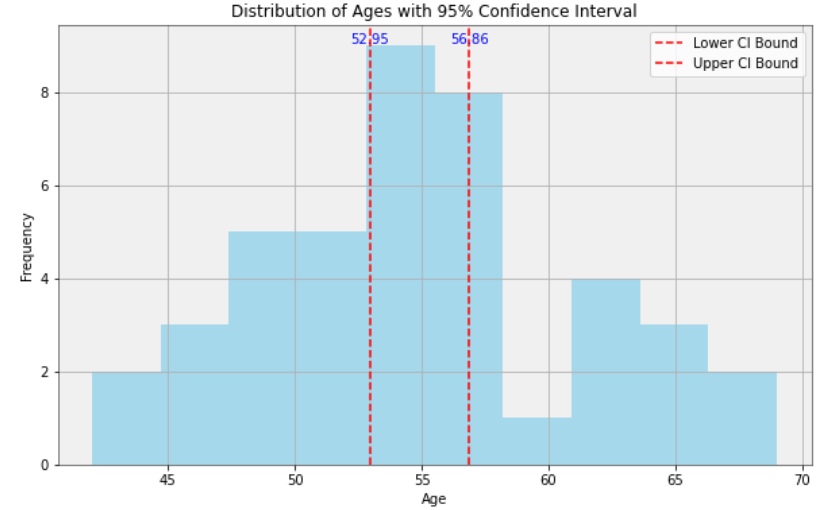 Distribution of Ages with 95% Confidence Interval
52.95
56.86
Lower CI Bound
Upper CI Bound
Frequency
8
6
4
2
0
45
50
55
60
65
70
Age